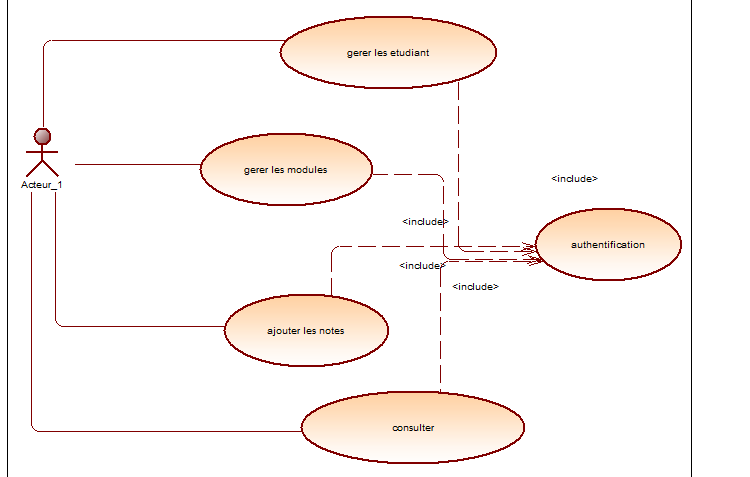 gerer les etudiant
gerer les modules
Acteur_1
<include>
<include>
authentification
<include>
<include>
ajouter les notes
consulter